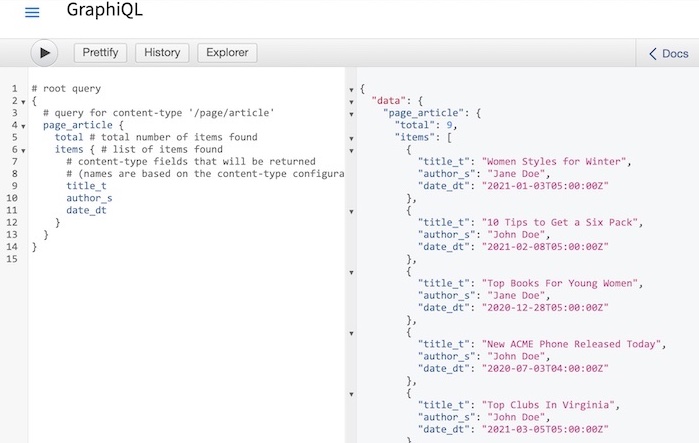 GraphiQL
Prettify
History
Explorer
Docs
1 # root query
2 {
3 # query for content-type '/page/article'
4 page_article {
5 total # total number of items found
6 items { # list of items found
7 # content-type fields that will be returned
8 # (names are based on the content-type configura
9 title_t
10 author_s
11 date_dt
12 }
13 }
14 }
15
{
"data": {
"page_article": {
"total": 9,
"items": [
{
"title_t": "Women Styles for Winter",
"author_s": "Jane Doe",
"date_dt": "2021-01-03T05:00:00Z"
},
{
"title_t": "10 Tips to Get a Six Pack",
"author_s": "John Doe",
"date_dt": "2021-02-08T05:00:00Z"
},
{
"title_t": "Top Books For Young Women",
"author_s": "Jane Doe",
"date_dt": "2020-12-28T05:00:00Z"
},
{
"title_t": "New ACME Phone Released Today",
"author_s": "John Doe",
"date_dt": "2020-07-03T04:00:00Z"
},
{
"title_t": "Top Clubs In Virginia",
"author_s": "John Doe",
"date_dt": "2021-03-05T05:00:00Z"
}